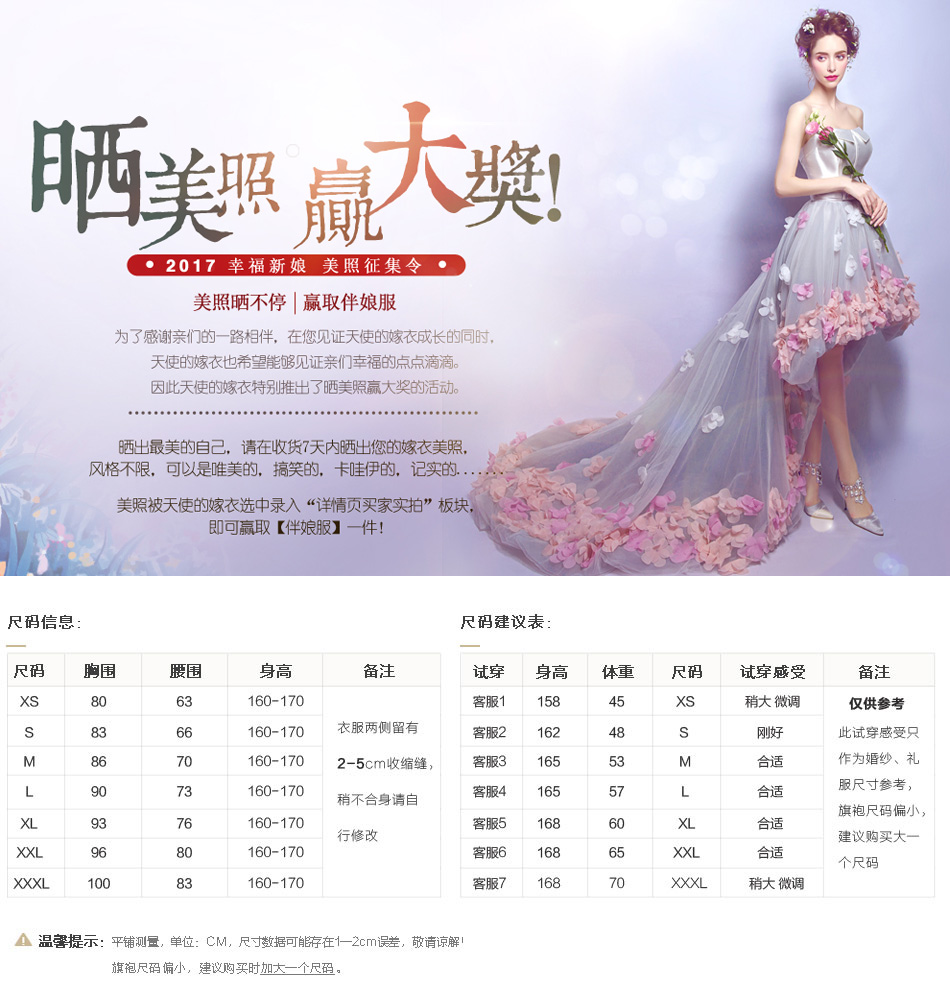 晒美照 赢大奖!
• 2017 幸福新娘 美照征集令 •
美照晒不停|赢取伴娘服
为了感谢亲们的一路相伴，在您见证天使的嫁衣成长的同时，
天使的嫁衣也希望能够见证亲们幸福的点点滴滴。
因此天使的嫁衣特别推出了晒美照赢大奖的活动。
晒出最美的自己，请在收货7天内晒出您的嫁衣美照，
风格不限，可以是唯美的，搞笑的，卡哇伊的，记实的........
美照被天使的嫁衣选中录入“详情页买家实拍”板块，
即可赢取【伴娘服】一件!
尺码信息:
尺码 胸围 腰围 身高 备注
XS 80 63 160-170
S 83 66 160-170
M 86 70 160-170
L 90 73 160-170
XL 93 76 160-170
XXL 96 80 160-170
XXXL 100 83 160-170
衣服两侧留有
2-5cm收缩缝，
稍不合身请自
行修改
尺码建议表:
试穿 身高 体重 尺码 试穿感受 备注
客服1 158 45 XS 稍大 微调
客服2 162 48 S 刚好
客服3 165 53 M 合适
客服4 165 57 L 合适
客服5 168 60 XL 合适
客服6 168 65 XXL 合适
客服7 168 70 XXXL 稍大 微调
仅供参考
此试穿感受只
作为婚纱、礼
服尺寸参考，
旗袍尺码偏小，
建议购买大一
个尺码
温馨提示: 平铺测量，单位：CM，尺寸数据可能存在1—2cm误差，敬请谅解!
旗袍尺码偏小，建议购买时加大一个尺码。